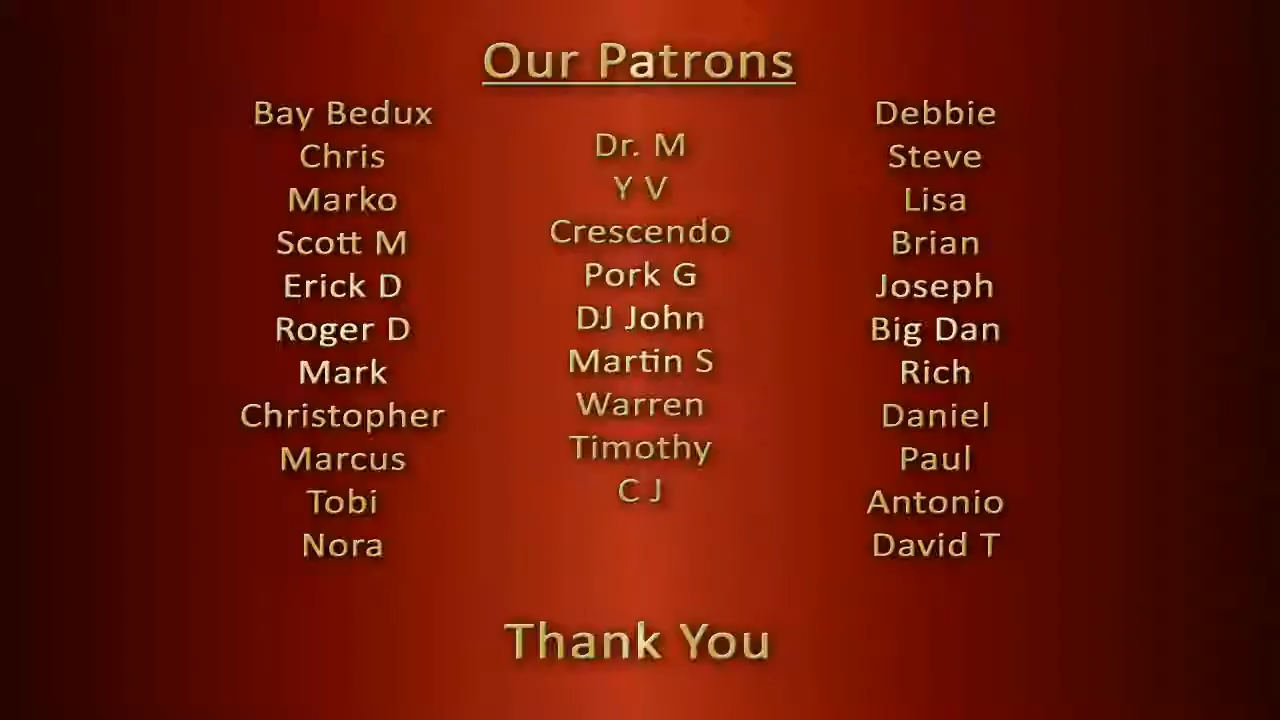 Our Patrons
Bay Bedux
Chris
Marko
Scott M
Erick D
Roger D
Mark
Christopher
Marcus
Tobi
Nora
Dr. M
Y V
Crescendo
Pork G
DJ John
Martin S
Warren
Timothy
C J
Debbie
Steve
Lisa
Brian
Joseph
Big Dan
Rich
Daniel
Paul
Antonio
David T
Thank You